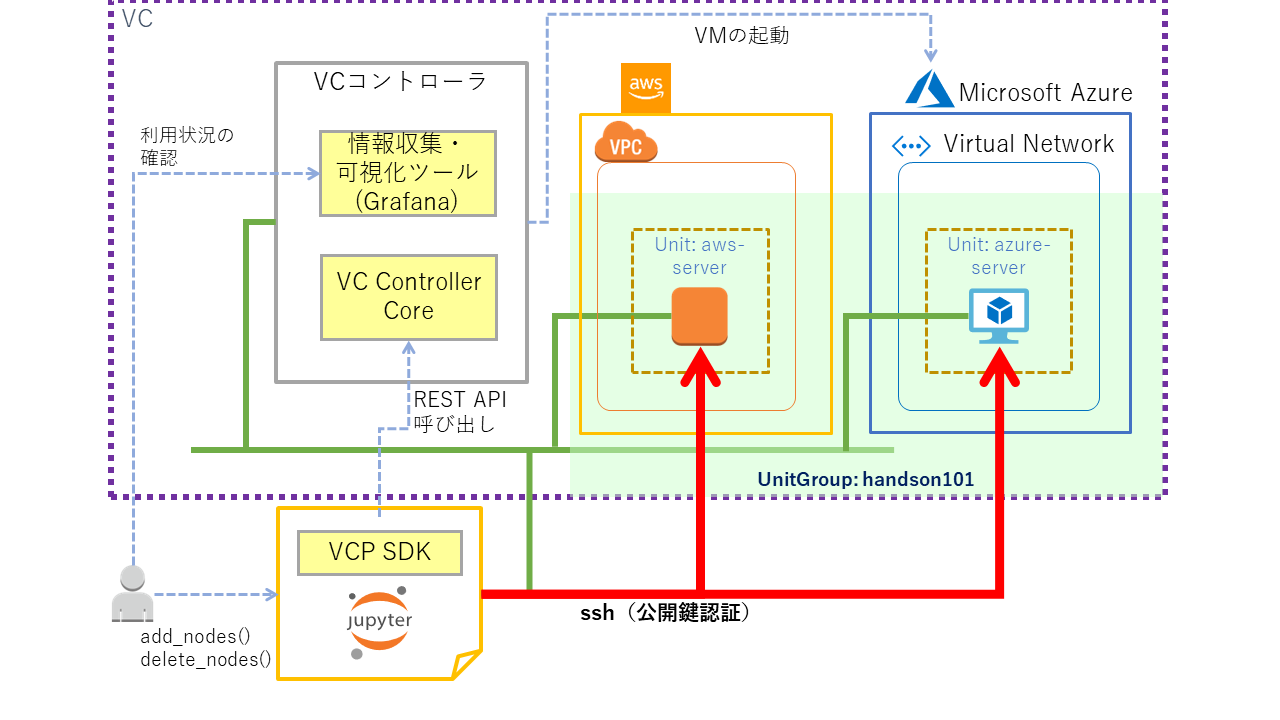 VC
VMの起動
VCコントローラ
aws
Microsoft Azure
利用状況の
確認
情報収集・
可視化ツール
(Grafana)
VPC
Virtual Network
Unit: aws-
server
Unit: azure-
server
VC Controller
Core
REST API
呼び出し
UnitGroup: handson101
VCP SDK
jupyter
ssh（公開鍵認証）
add_nodes()
delete_nodes()